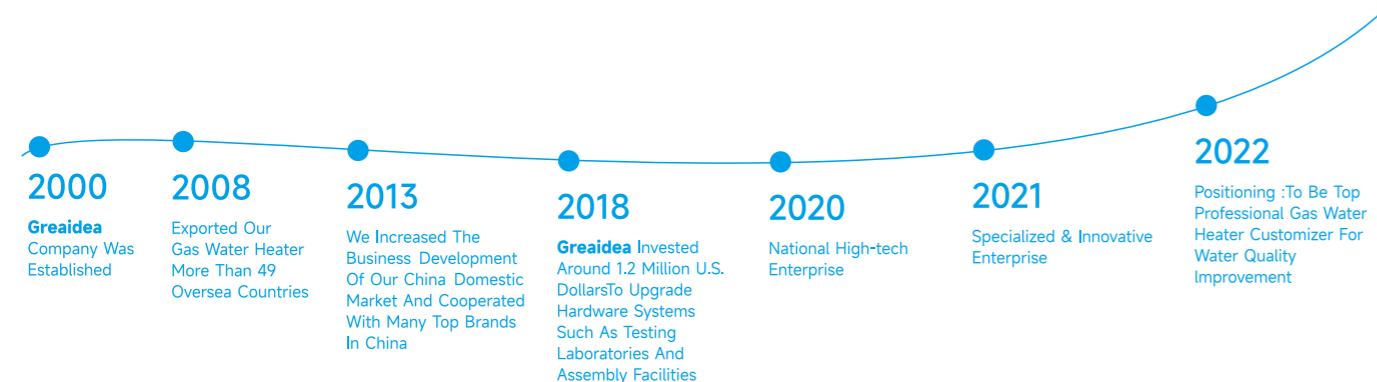 2000
Greaidea
Company Was
Established
2008
Exported Our
Gas Water Heater
More Than 49
Oversea Countries
2013
We Increased The
Business Development
Of Our China Domestic
Market And Cooperated
With Many Top Brands
In China
2018
Greaidea Invested
Around 1.2 Million U.S.
DollarsTo Upgrade
Hardware Systems
Such As Testing
Laboratories And
Assembly Facilities
2020
National High-tech
Enterprise
2021
Specialized & Innovative
Enterprise
2022
Positioning :To Be Top
Professional Gas Water
Heater Customizer For
Water Quality
Improvement